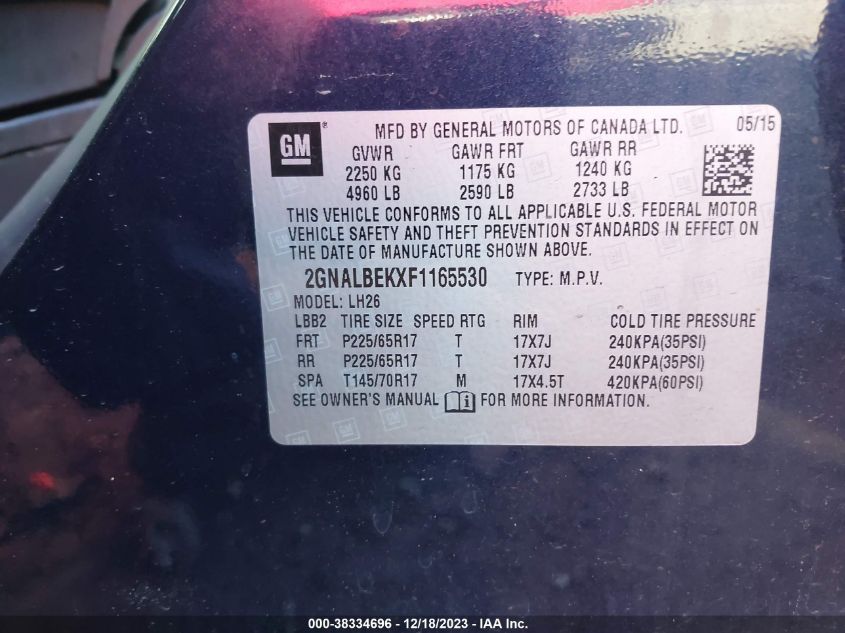 GM ® MFD BY GENERAL MOTORS OF CANADA LTD. 05/15
GVWR GAWR FRT GAWR RR
2250 KG 1175 KG 1240 KG
4960 LB 2590 LB 2733 LB
THIS VEHICLE CONFORMS TO ALL APPLICABLE U.S. FEDERAL MOTOR
VEHICLE SAFETY AND THEFT PREVENTION STANDARDS IN EFFECT ON
THE DATE OF MANUFACTURE SHOWN ABOVE.
2GNALBEKXF1165530 TYPE: M.P.V.
MODEL: LH26
LBB2 TIRE SIZE SPEED RTG RIM COLD TIRE PRESSURE
FRT P225/65R17 T 17X7J 240KPA(35PSI)
RR P225/65R17 T 17X7J 240KPA(35PSI)
SPA T145/70R17 M 17X4.5T 420KPA(60PSI)
SEE OWNER'S MANUAL i FOR MORE INFORMATION.
000-38334696 - 12/18/2023 - IAA Inc.